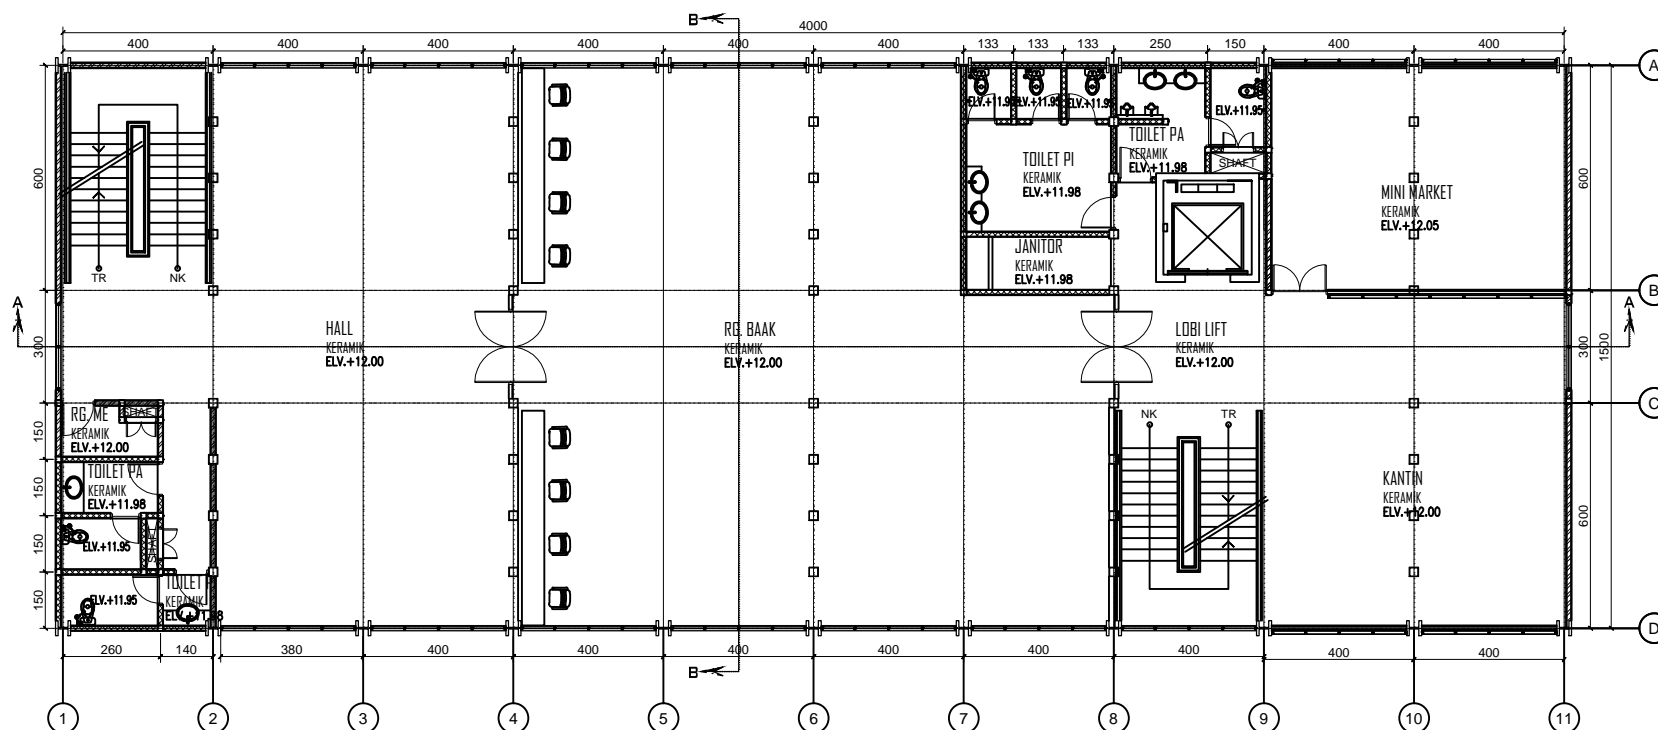 B
4000
400
400
400
400
400
400
133
133
133
250
150
400
400
A
600
TR
NK
ELV.+11.95
ELV.+11.95
ELV.+11.95
ELV.+11.95
TOILET PA
KERAMIK
ELV.+11.98
SHAFT
TOILET PI
KERAMIK
ELV.+11.98
JANITOR
KERAMIK
ELV.+11.98
MINI MARKET
KERAMIK
ELV.+12.05
600
B
A
A
300
HALL
KERAMIK
ELV.+12.00
RG. BAAK
KERAMIK
ELV.+12.00
LOBI LIFT
KERAMIK
ELV.+12.00
300
1500
C
150
RG. ME
KERAMIK
ELV.+12.00
SHAFT
NK
TR
150
TOILET PA
KERAMIK
ELV.+11.98
KANTIN
KERAMIK
ELV.+12.00
600
150
ELV.+11.95
SHAFT
150
ELV.+11.95
TOILET
KERAMIK
D
260
140
380
400
400
400
400
400
400
400
B
1
2
3
4
5
6
7
8
9
10
11